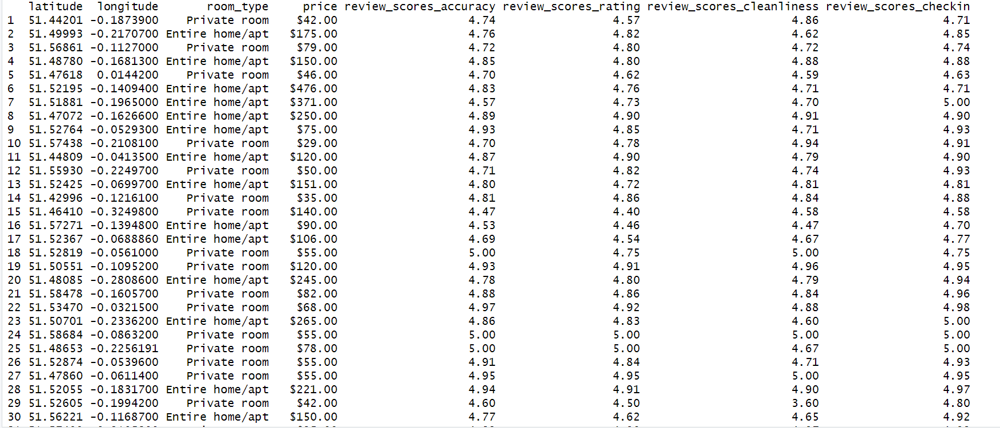 latitude longitude room_type price review_scores_accuracy review_scores_rating review_scores_cleanliness review_scores_checkin
1 51.44201 -0.1873900 Private room $42.00 4.74 4.57 4.86 4.71
2 51.49993 -0.2170700 Entire home/apt $175.00 4.76 4.82 4.62 4.85
3 51.56861 -0.1127000 Private room $79.00 4.72 4.80 4.72 4.74
4 51.48780 -0.1681300 Entire home/apt $150.00 4.85 4.80 4.88 4.88
5 51.47618 0.0144200 Private room $46.00 4.70 4.62 4.59 4.63
6 51.52195 -0.1409400 Entire home/apt $476.00 4.83 4.76 4.71 4.71
7 51.51881 -0.1965000 Entire home/apt $371.00 4.57 4.73 4.70 5.00
8 51.47072 -0.1626600 Entire home/apt $250.00 4.89 4.90 4.91 4.90
9 51.52764 -0.0529300 Entire home/apt $75.00 4.93 4.85 4.71 4.93
10 51.57438 -0.2108100 Private room $29.00 4.70 4.78 4.94 4.91
11 51.44809 -0.0413500 Entire home/apt $120.00 4.87 4.90 4.79 4.90
12 51.55930 -0.2249700 Private room $50.00 4.71 4.82 4.74 4.93
13 51.52425 -0.0699700 Entire home/apt $151.00 4.80 4.72 4.81 4.81
14 51.42996 -0.1216100 Private room $35.00 4.81 4.86 4.84 4.88
15 51.46410 -0.3249800 Private room $140.00 4.47 4.40 4.58 4.58
16 51.57271 -0.1394800 Entire home/apt $90.00 4.53 4.46 4.47 4.70
17 51.52367 -0.0688860 Entire home/apt $106.00 4.69 4.54 4.67 4.77
18 51.52819 -0.0561000 Private room $55.00 5.00 4.75 5.00 4.75
19 51.50551 -0.1095200 Private room $120.00 4.93 4.91 4.96 4.95
20 51.48085 -0.2808600 Entire home/apt $245.00 4.78 4.80 4.79 4.94
21 51.58478 -0.1605700 Private room $82.00 4.88 4.86 4.84 4.96
22 51.53470 -0.0321500 Private room $68.00 4.97 4.92 4.88 4.98
23 51.50701 -0.2336200 Entire home/apt $265.00 4.86 4.83 4.60 5.00
24 51.58684 -0.0863200 Private room $55.00 5.00 5.00 5.00 5.00
25 51.48653 -0.2256191 Private room $78.00 5.00 5.00 4.67 5.00
26 51.52874 -0.0539600 Private room $55.00 4.91 4.84 4.71 4.93
27 51.47860 -0.0611400 Private room $55.00 4.95 4.95 5.00 4.95
28 51.52055 -0.1831700 Entire home/apt $221.00 4.94 4.91 4.90 4.97
29 51.52605 -0.1994200 Private room $42.00 4.60 4.50 3.60 4.80
30 51.56221 -0.1168700 Entire home/apt $150.00 4.77 4.62 4.65 4.92